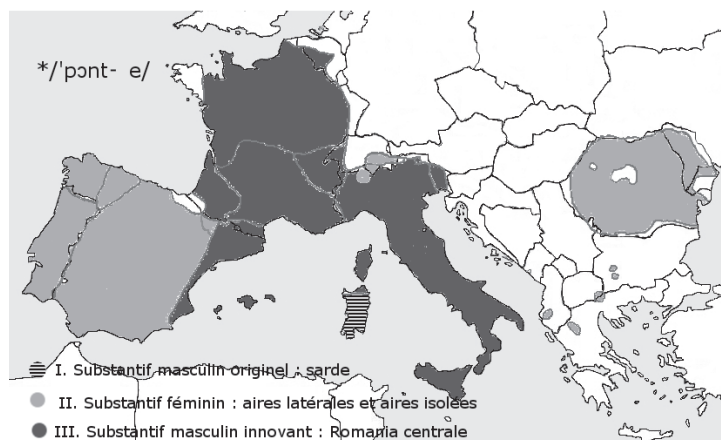 */ˈpɔnt- e/
I. Substantif masculin originel : sarde
II. Substantif féminin : aires latérales et aires isolées
III. Substantif masculin innovant : Romania centrale